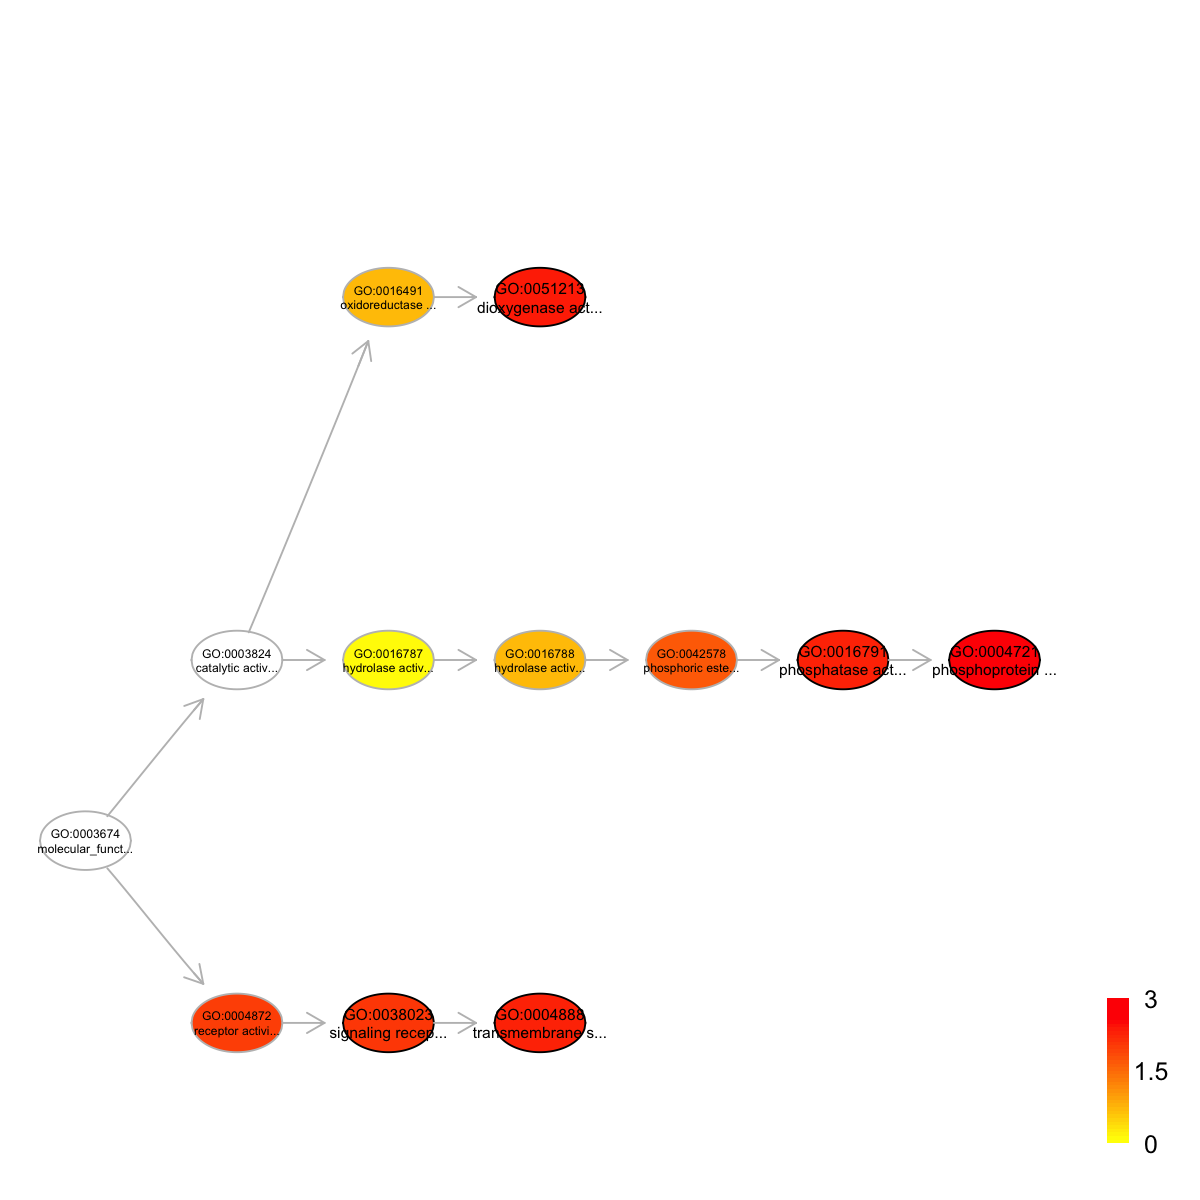 GO:0016491
oxidoreductase ...
GO:0051213
dioxygenase act...
GO:0003824
catalytic activ...
GO:0016787
hydrolase activ...
GO:0016788
hydrolase activ...
GO:0042578
phosphoric este...
GO:0016791
phosphatase act...
GO:0004721
phosphoprotein ...
GO:0003674
molecular_funct...
GO:0004872
receptor activi...
GO:0038023
signaling recep...
GO:0004888
transmembrane s...
3
1.5
0